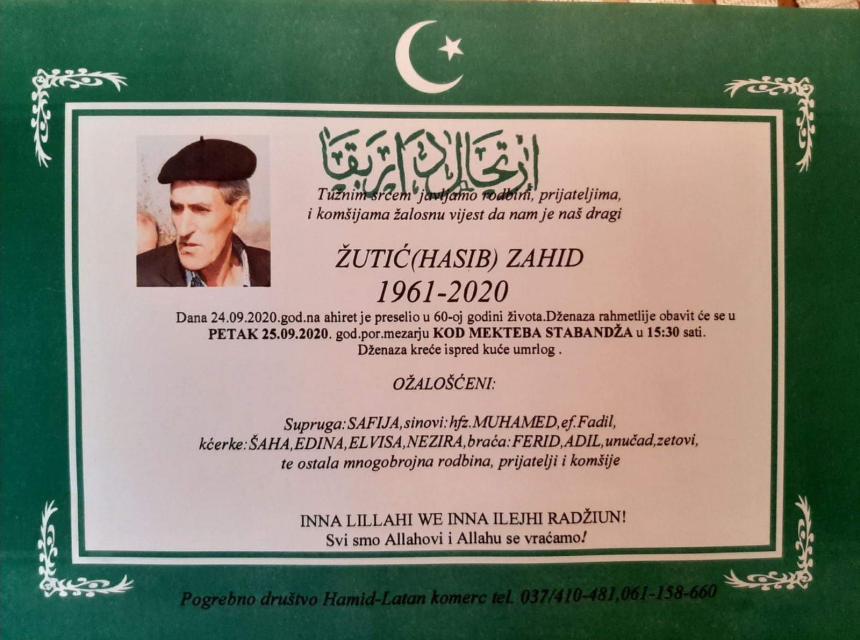 Tužnim srcem javljamo rodbini, prijateljima,
i komšijama žalosnu vijest da nam je naš dragi
ŽUTIĆ(HASIB) ZAHID
1961-2020
Dana 24.09.2020.god.na ahiret je preselio u 60-oj godini života.Dženaza rahmetlije obavit će se u
PETAK 25.09.2020. god.por.mezarju KOD MEKTEBA STABANDŽA u 15:30 sati.
Dženaza kreće ispred kuće umrlog .
OŽALOŠĆENI:
Supruga:SAFIJA,sinovi:hfz.MUHAMED,ef.Fadil,
kćerke:ŠAHA,EDINA,ELVISA,NEZIRA,braća:FERID,ADIL,unučad,zetovi,
te ostala mnogobrojna rodbina, prijatelji i komšije
INNA LILLAHI WE INNA ILEJHI RADŽIUN!
Svi smo Allahovi i Allahu se vraćamo!
Pogrebno društvo Hamid-Latan komerc tel. 037/410-481,061-158-660